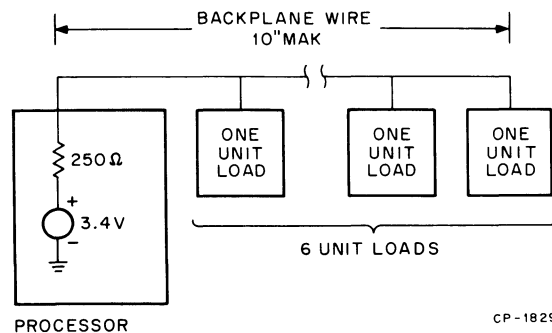 BACKPLANE WIRE
10"MAK
ONE
UNIT
LOAD
ONE
UNIT
LOAD
ONE
UNIT
LOAD
250Ω
+
3.4V
−
6 UNIT LOADS
PROCESSOR
CP-1829